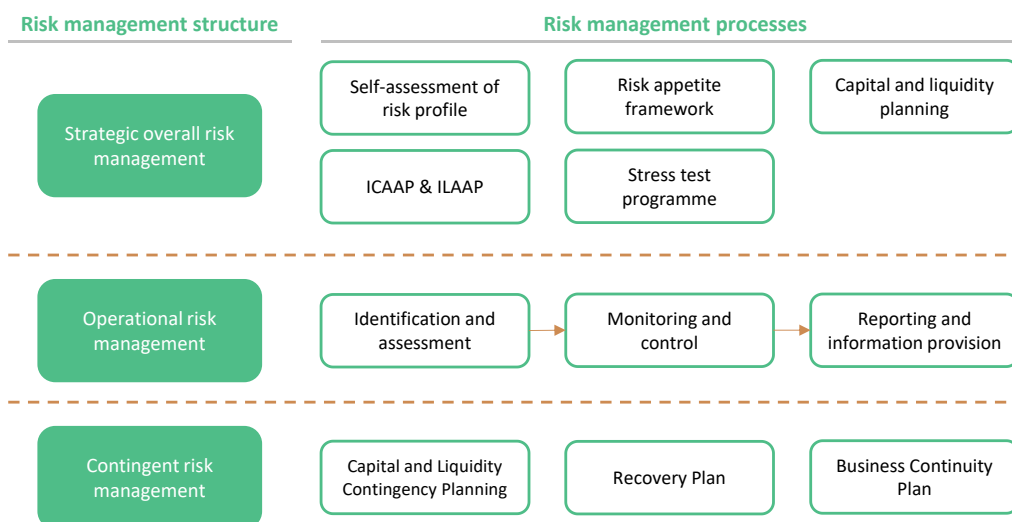 Risk management structure
Risk management processes
Strategic overall risk
management
Self-assessment of
risk profile
Risk appetite
framework
Capital and liquidity
planning
ICAAP & ILAAP
Stress test
programme
Operational risk
management
Identification and
assessment
Monitoring and
control
Reporting and
information provision
Contingent risk
management
Capital and Liquidity
Contingency Planning
Recovery Plan
Business Continuity
Plan